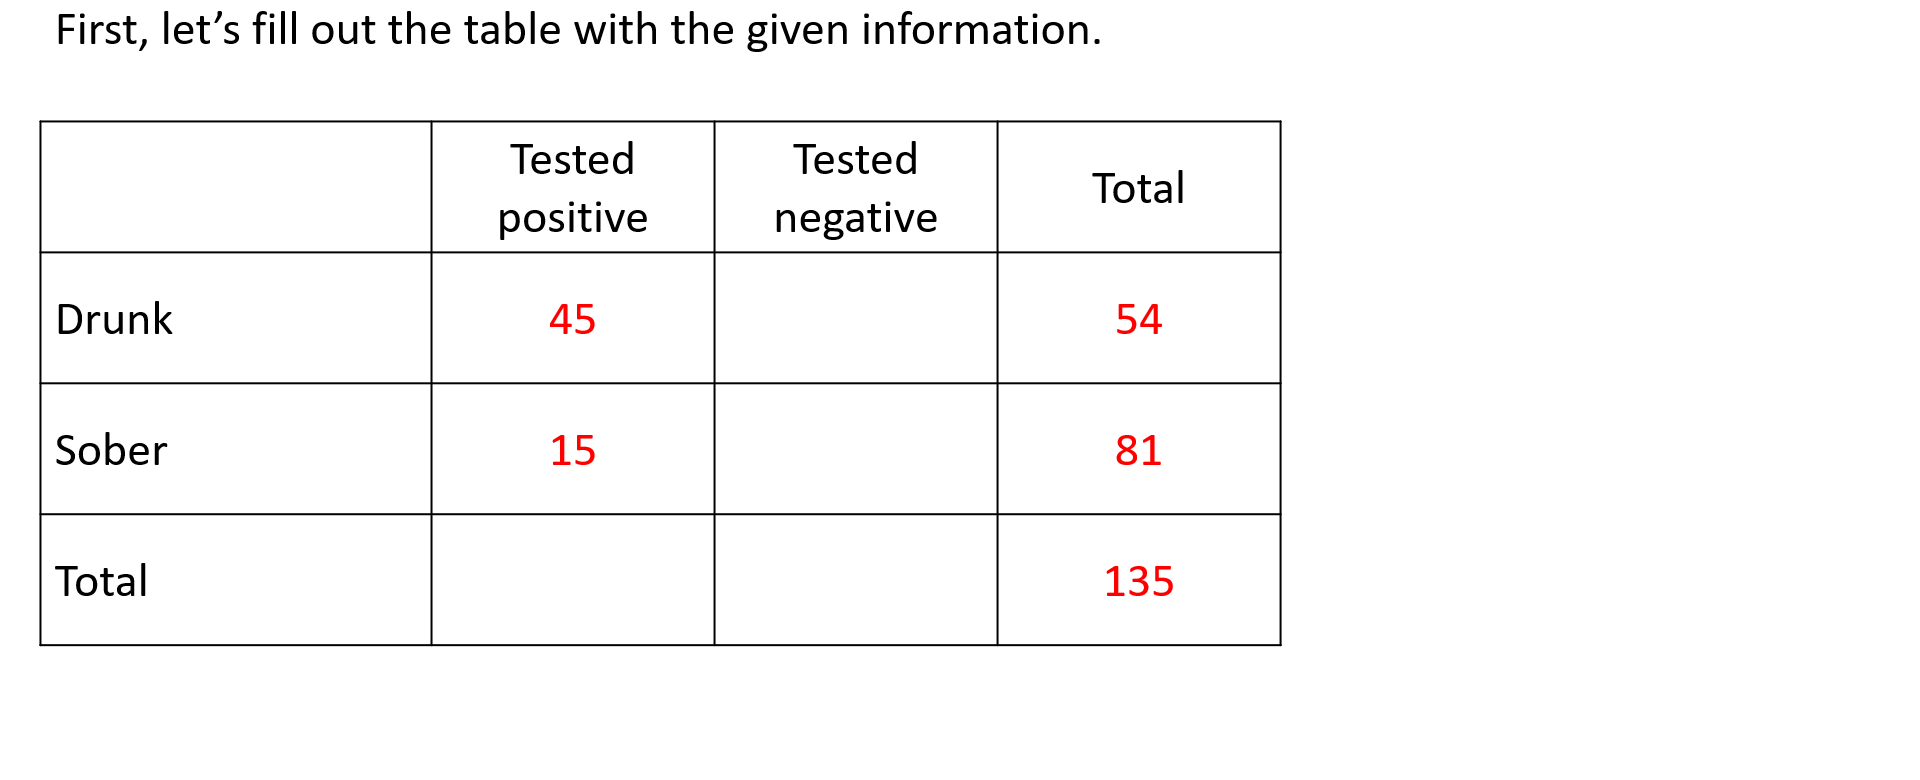 First, let’s fill out the table with the given information.
Tested positive Tested negative Total
Drunk 45 54
Sober 15 81
Total 135